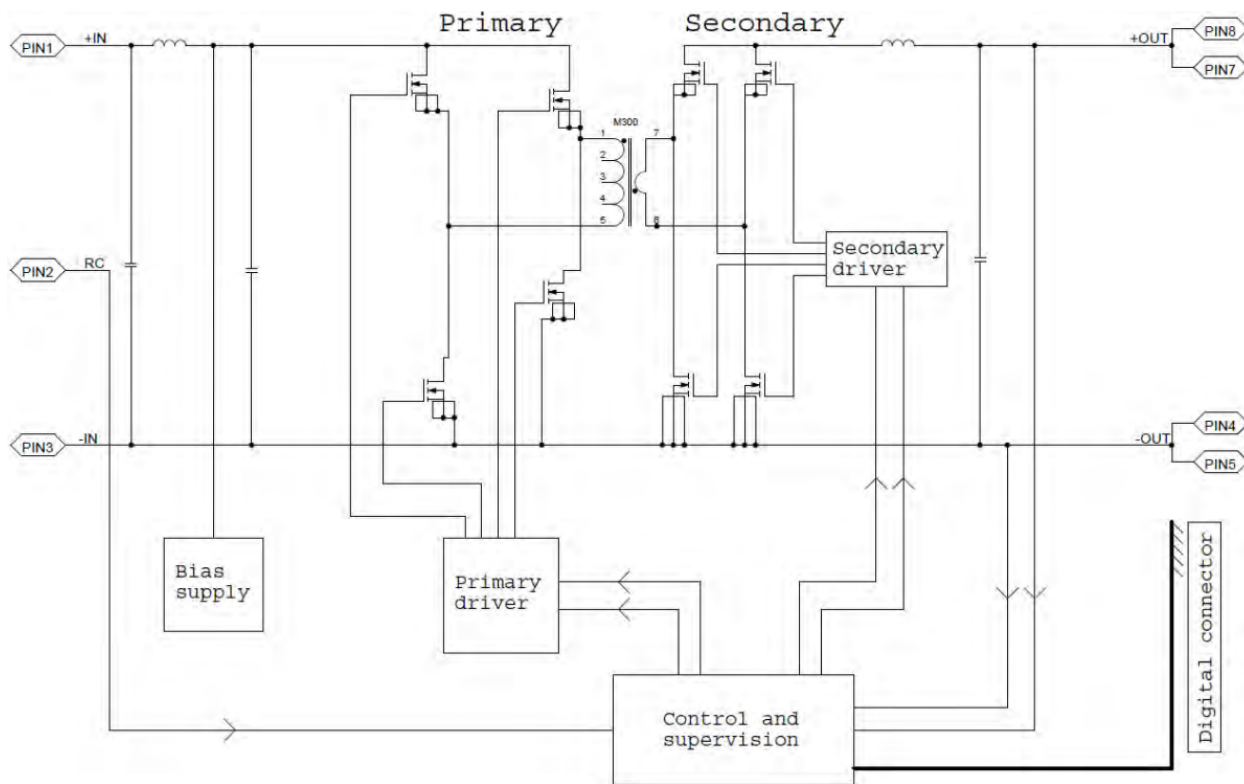 Primary
Secondary
PIN1
+IN
+OUT
PIN8
PIN7
M300
1
2
3
4
5
7
8
PIN2
RC
Secondary
driver
PIN3
-IN
-OUT
PIN4
PIN5
Bias
supply
Primary
driver
Control and
supervision
Digital connector